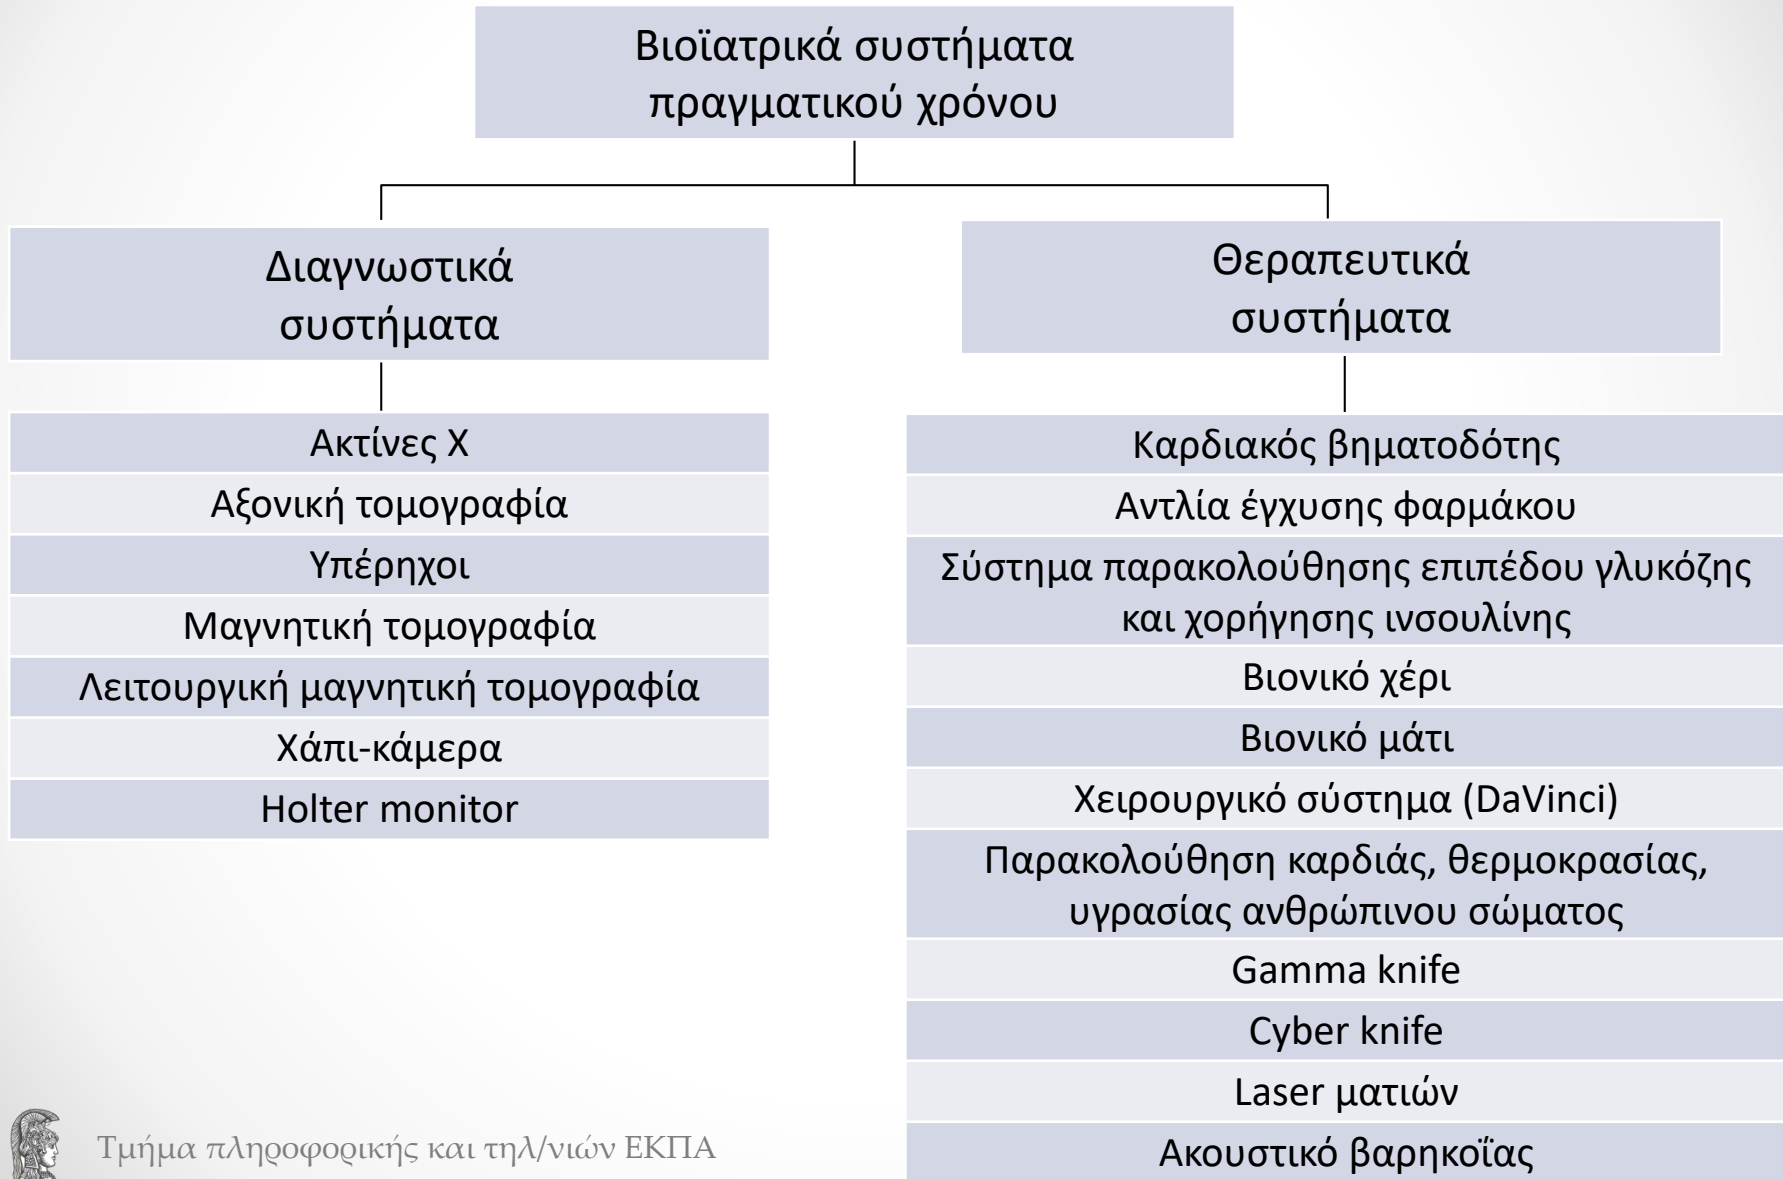 Βιοϊατρικά συστήματα
πραγματικού χρόνου
Διαγνωστικά
συστήματα
Ακτίνες Χ
Αξονική τομογραφία
Υπέρηχοι
Μαγνητική τομογραφία
Λειτουργική μαγνητική τομογραφία
Χάπι-κάμερα
Holter monitor
Θεραπευτικά
συστήματα
Καρδιακός βηματοδότης
Αντλία έγχυσης φαρμάκου
Σύστημα παρακολούθησης επιπέδου γλυκόζης
και χορήγησης ινσουλίνης
Βιονικό χέρι
Βιονικό μάτι
Χειρουργικό σύστημα (DaVinci)
Παρακολούθηση καρδιάς, θερμοκρασίας,
υγρασίας ανθρώπινου σώματος
Gamma knife
Cyber knife
Laser ματιών
Ακουστικό βαρηκοΐας
Τμήμα πληροφορικής και τηλ/νιών ΕΚΠΑ